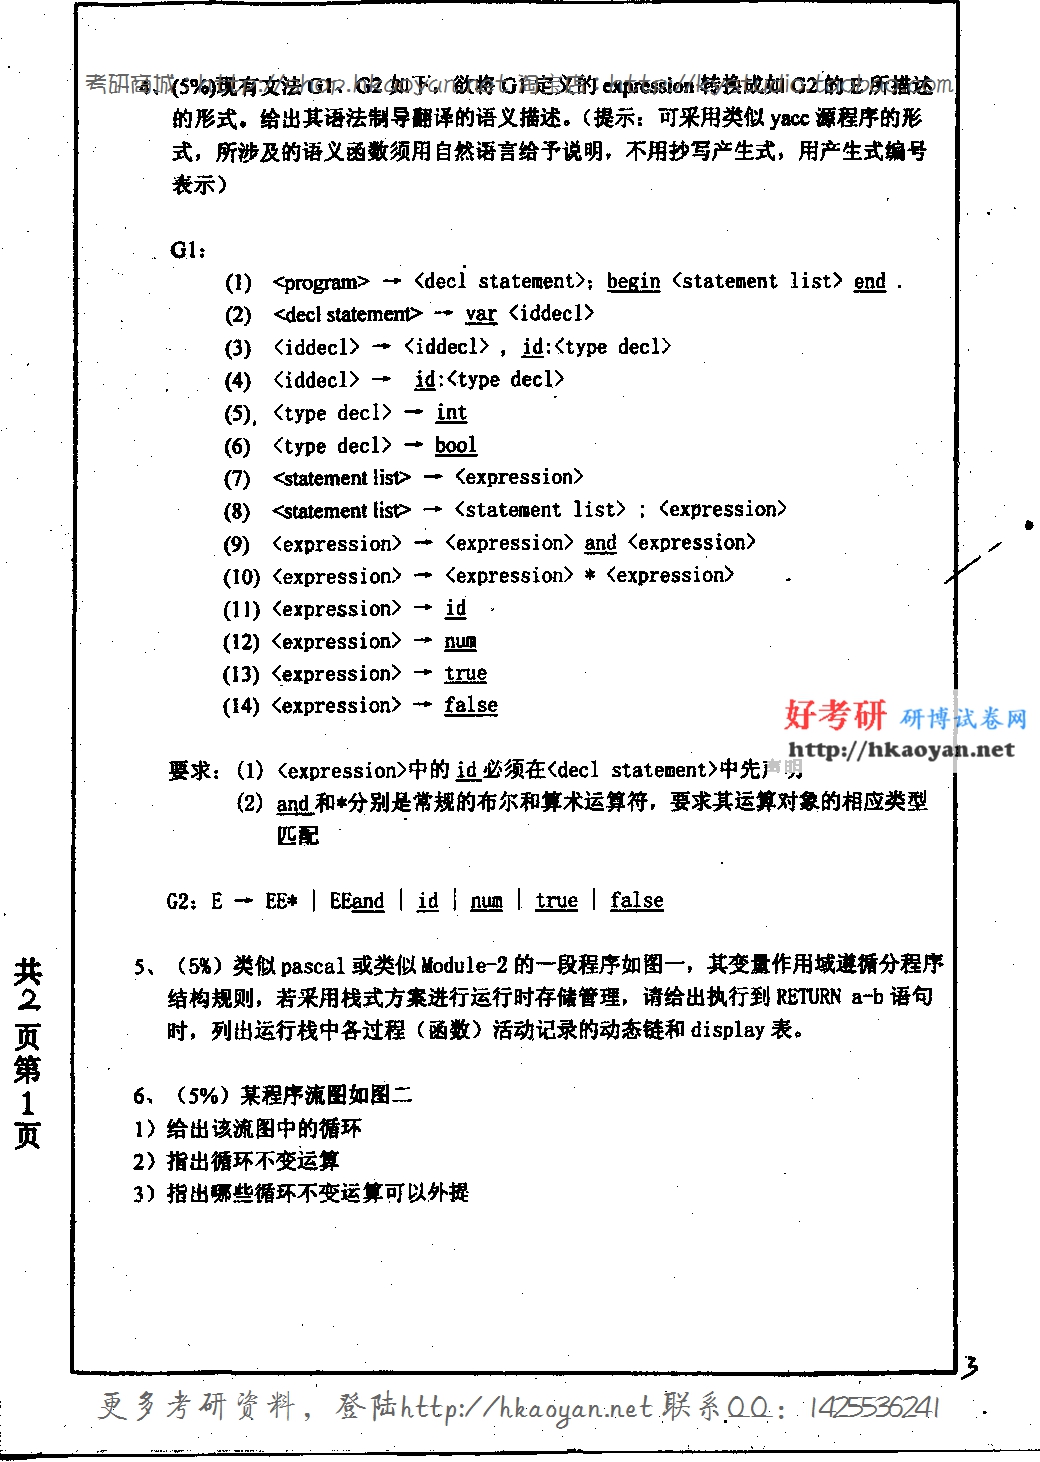 4、(5%)现有文法 G1、G2 如下，欲将 G1 定义的 expression 转换成如 G2 的 E 所描述
的形式。给出其语法制导翻译的语义描述。（提示：可采用类似 yacc 源程序的形
式，所涉及的语义函数须用自然语言给予说明，不用抄写产生式，用产生式编号
表示）
G1:
(1) <program> → <decl statement>; begin <statement list> end .
(2) <decl statement> → var <iddecl>
(3) <iddecl> → <iddecl> , id:<type decl>
(4) <iddecl> → id:<type decl>
(5) <type decl> → int
(6) <type decl> → bool
(7) <statement list> → <expression>
(8) <statement list> → <statement list> ; <expression>
(9) <expression> → <expression> and <expression>
(10) <expression> → <expression> * <expression>
(11) <expression> → id
(12) <expression> → num
(13) <expression> → true
(14) <expression> → false
好考研 研博试卷网
http://hkaoyan.net
要求：(1) <expression>中的 id 必须在<decl statement>中先声明
(2) and 和*分别是常规的布尔和算术运算符，要求其运算对象的相应类型
匹配
G2: E → EE* | EEand | id | num | true | false
5、（5%）类似 pascal 或类似 Module-2 的一段程序如图一，其变量作用域遵循分程序
结构规则，若采用栈式方案进行运行时存储管理，请给出执行到 RETURN a-b 语句
时，列出运行栈中各过程（函数）活动记录的动态链和 display 表。
6、（5%）某程序流图如图二
1）给出该流图中的循环
2）指出循环不变运算
3）指出哪些循环不变运算可以外提
共2页第1页
3
更多考研资料，登陆http://hkaoyan.net 联系QQ：1425536241